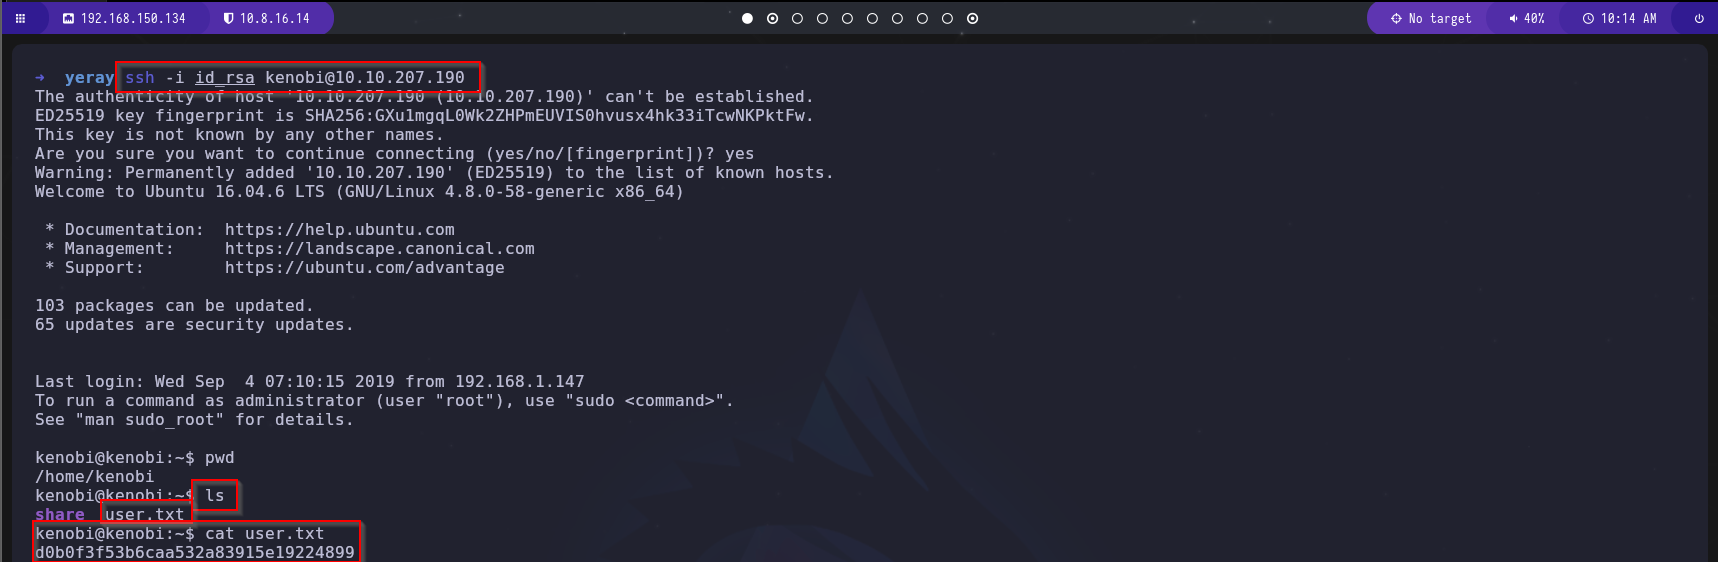 192.168.150.134 10.8.16.14 No target 40% 10:14 AM
➜ yeray ssh -i id_rsa kenobi@10.10.207.190
The authenticity of host '10.10.207.190 (10.10.207.190)' can't be established.
ED25519 key fingerprint is SHA256:GXu1mgqL0Wk2ZHPmEUVIS0hvusx4hk33iTcwNKPktFw.
This key is not known by any other names.
Are you sure you want to continue connecting (yes/no/[fingerprint])? yes
Warning: Permanently added '10.10.207.190' (ED25519) to the list of known hosts.
Welcome to Ubuntu 16.04.6 LTS (GNU/Linux 4.8.0-58-generic x86_64)
* Documentation: https://help.ubuntu.com
* Management: https://landscape.canonical.com
* Support: https://ubuntu.com/advantage
103 packages can be updated.
65 updates are security updates.
Last login: Wed Sep 4 07:10:15 2019 from 192.168.1.147
To run a command as administrator (user "root"), use "sudo <command>".
See "man sudo_root" for details.
kenobi@kenobi:~$ pwd
/home/kenobi
kenobi@kenobi:~$ ls
share user.txt
kenobi@kenobi:~$ cat user.txt
d0b0f3f53b6caa532a83915e19224899